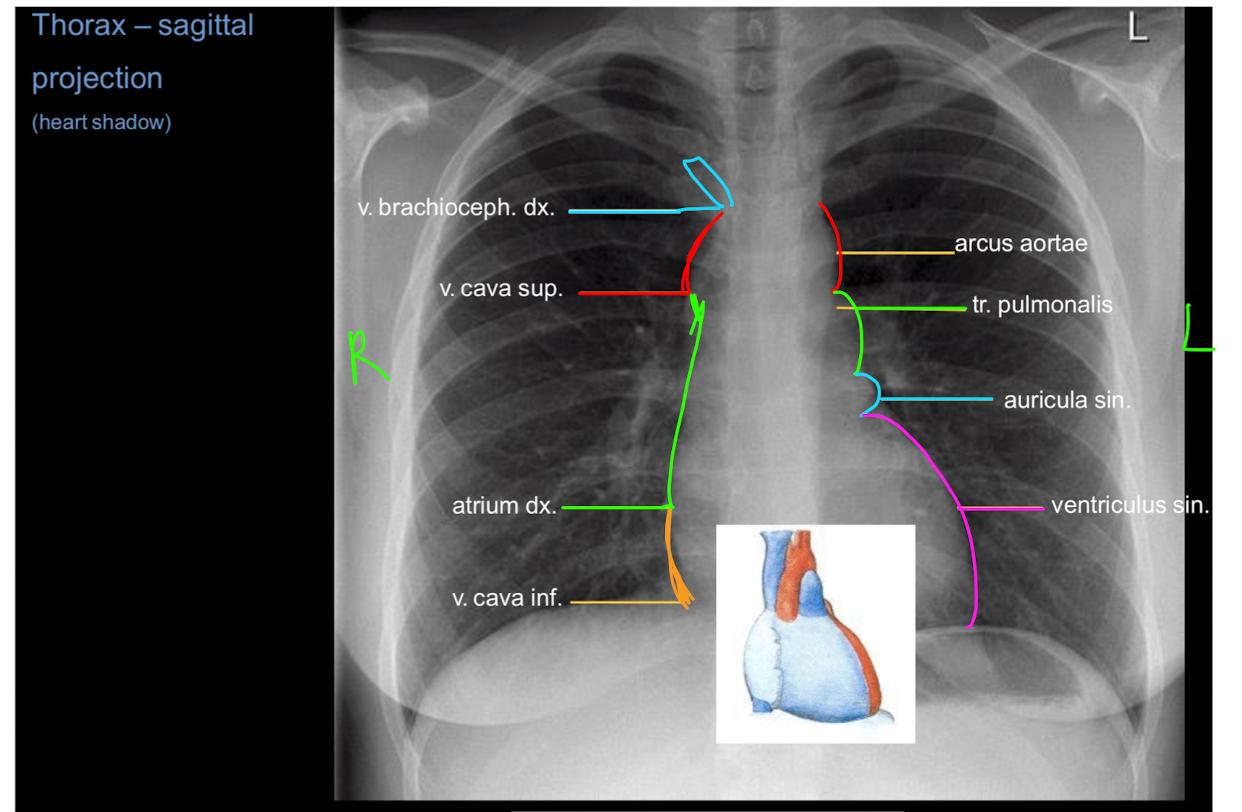 Thorax – sagittal
projection
(heart shadow)
L
v. brachioceph. dx.
arcus aortae
v. cava sup.
tr. pulmonalis
R
L
auricula sin.
atrium dx.
ventriculus sin.
v. cava inf.